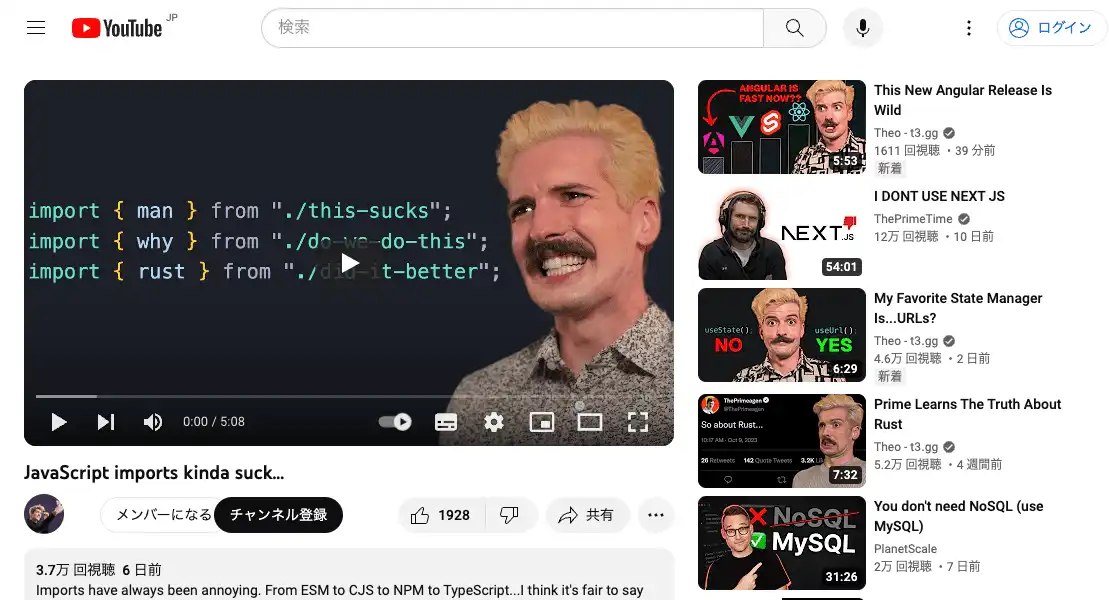 YouTube JP
検索
ログイン
import { man } from "./this-sucks";
import { why } from "./do-we-do-this";
import { rust } from "./did-it-better";
0:00 / 5:08
JavaScript imports kinda suck...
メンバーになる
チャンネル登録
1928
共有
3.7万 回視聴 6 日前
Imports have always been annoying. From ESM to CJS to NPM to TypeScript...I think it's fair to say
ANGULAR IS
FAST NOW??
5:53
This New Angular Release Is
Wild
Theo - t3.gg
1611 回視聴 ・39 分前
新着
NEXT.JS
54:01
I DONT USE NEXT JS
ThePrimeTime
12万 回視聴 ・10 日前
useState();
NO
useUrl();
YES
6:29
My Favorite State Manager
Is...URLs?
Theo - t3.gg
4.6万 回視聴 ・2 日前
新着
ThePrimeagen
@ThePrimeagen
So about Rust...
10:17 AM - Oct 9, 2023
26 Retweets 142 Quote Tweets 3.2K
7:32
Prime Learns The Truth About
Rust
Theo - t3.gg
5.2万 回視聴 ・4 週間前
NoSQL
MySQL
31:26
You don't need NoSQL (use
MySQL)
PlanetScale
2万 回視聴 ・7 日前